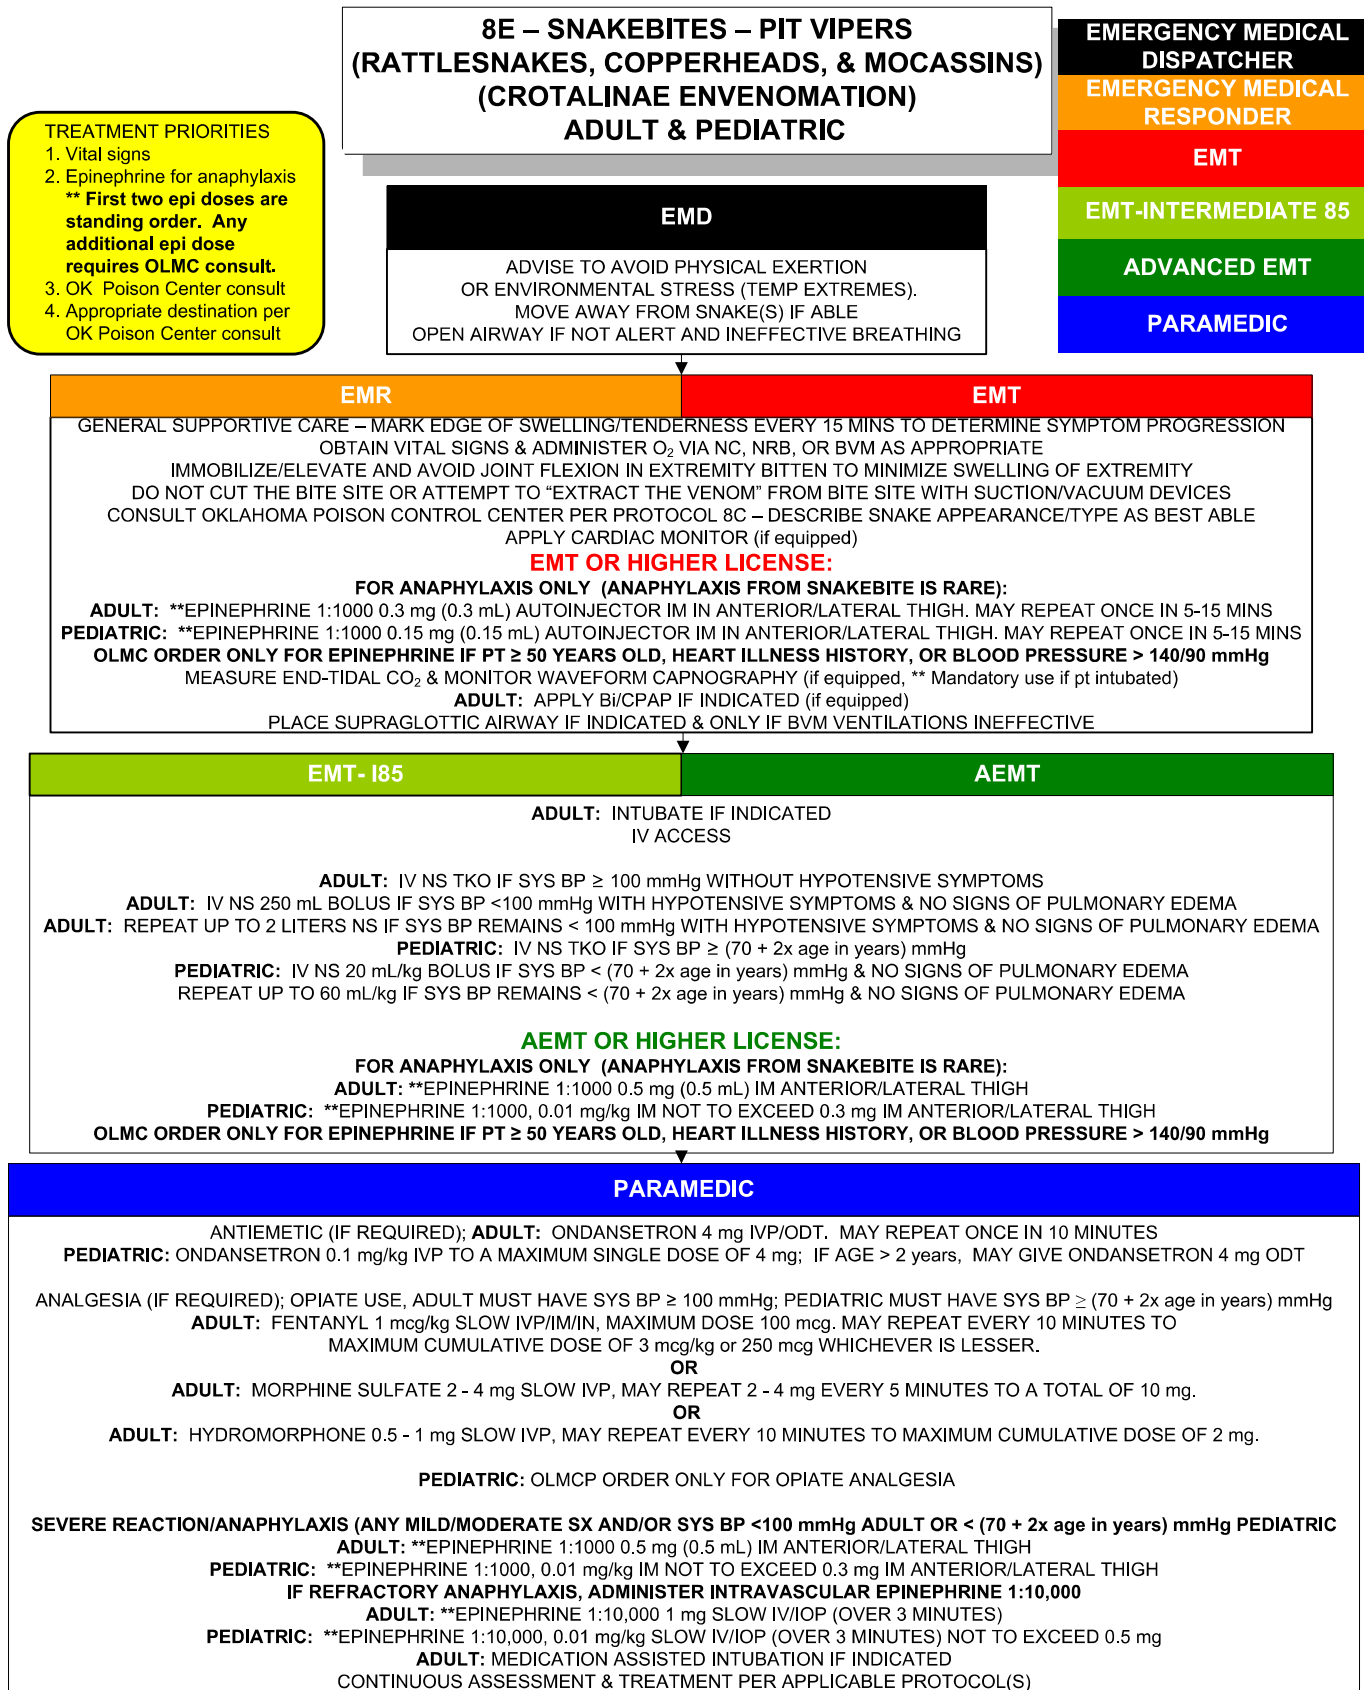 8E – SNAKEBITES – PIT VIPERS
(RATTLESNAKES, COPPERHEADS, & MOCASSINS)
(CROTALINAE ENVENOMATION)
ADULT & PEDIATRIC
EMERGENCY MEDICAL
DISPATCHER
EMERGENCY MEDICAL
RESPONDER
EMT
EMT-INTERMEDIATE 85
ADVANCED EMT
PARAMEDIC
TREATMENT PRIORITIES
1. Vital signs
2. Epinephrine for anaphylaxis
** First two epi doses are
standing order. Any
additional epi dose
requires OLMC consult.
3. OK Poison Center consult
4. Appropriate destination per
OK Poison Center consult
EMD
ADVISE TO AVOID PHYSICAL EXERTION
OR ENVIRONMENTAL STRESS (TEMP EXTREMES).
MOVE AWAY FROM SNAKE(S) IF ABLE
OPEN AIRWAY IF NOT ALERT AND INEFFECTIVE BREATHING
EMR
EMT
GENERAL SUPPORTIVE CARE – MARK EDGE OF SWELLING/TENDERNESS EVERY 15 MINS TO DETERMINE SYMPTOM PROGRESSION
OBTAIN VITAL SIGNS & ADMINISTER O₂ VIA NC, NRB, OR BVM AS APPROPRIATE
IMMOBILIZE/ELEVATE AND AVOID JOINT FLEXION IN EXTREMITY BITTEN TO MINIMIZE SWELLING OF EXTREMITY
DO NOT CUT THE BITE SITE OR ATTEMPT TO “EXTRACT THE VENOM” FROM BITE SITE WITH SUCTION/VACUUM DEVICES
CONSULT OKLAHOMA POISON CONTROL CENTER PER PROTOCOL 8C – DESCRIBE SNAKE APPEARANCE/TYPE AS BEST ABLE
APPLY CARDIAC MONITOR (if equipped)
EMT OR HIGHER LICENSE:
FOR ANAPHYLAXIS ONLY (ANAPHYLAXIS FROM SNAKEBITE IS RARE):
ADULT: **EPINEPHRINE 1:1000 0.3 mg (0.3 mL) AUTOINJECTOR IM IN ANTERIOR/LATERAL THIGH. MAY REPEAT ONCE IN 5-15 MINS
PEDIATRIC: **EPINEPHRINE 1:1000 0.15 mg (0.15 mL) AUTOINJECTOR IM IN ANTERIOR/LATERAL THIGH. MAY REPEAT ONCE IN 5-15 MINS
OLMC ORDER ONLY FOR EPINEPHRINE IF PT ≥ 50 YEARS OLD, HEART ILLNESS HISTORY, OR BLOOD PRESSURE > 140/90 mmHg
MEASURE END-TIDAL CO₂ & MONITOR WAVEFORM CAPNOGRAPHY (if equipped, ** Mandatory use if pt intubated)
ADULT: APPLY Bi/CPAP IF INDICATED (if equipped)
PLACE SUPRAGLOTTIC AIRWAY IF INDICATED & ONLY IF BVM VENTILATIONS INEFFECTIVE
EMT- I85
AEMT
ADULT: INTUBATE IF INDICATED
IV ACCESS
ADULT: IV NS TKO IF SYS BP ≥ 100 mmHg WITHOUT HYPOTENSIVE SYMPTOMS
ADULT: IV NS 250 mL BOLUS IF SYS BP <100 mmHg WITH HYPOTENSIVE SYMPTOMS & NO SIGNS OF PULMONARY EDEMA
ADULT: REPEAT UP TO 2 LITERS NS IF SYS BP REMAINS < 100 mmHg WITH HYPOTENSIVE SYMPTOMS & NO SIGNS OF PULMONARY EDEMA
PEDIATRIC: IV NS TKO IF SYS BP ≥ (70 + 2x age in years) mmHg
PEDIATRIC: IV NS 20 mL/kg BOLUS IF SYS BP < (70 + 2x age in years) mmHg & NO SIGNS OF PULMONARY EDEMA
REPEAT UP TO 60 mL/kg IF SYS BP REMAINS < (70 + 2x age in years) mmHg & NO SIGNS OF PULMONARY EDEMA
AEMT OR HIGHER LICENSE:
FOR ANAPHYLAXIS ONLY (ANAPHYLAXIS FROM SNAKEBITE IS RARE):
ADULT: **EPINEPHRINE 1:1000 0.5 mg (0.5 mL) IM ANTERIOR/LATERAL THIGH
PEDIATRIC: **EPINEPHRINE 1:1000, 0.01 mg/kg IM NOT TO EXCEED 0.3 mg IM ANTERIOR/LATERAL THIGH
OLMC ORDER ONLY FOR EPINEPHRINE IF PT ≥ 50 YEARS OLD, HEART ILLNESS HISTORY, OR BLOOD PRESSURE > 140/90 mmHg
PARAMEDIC
ANTIEMETIC (IF REQUIRED); ADULT: ONDANSETRON 4 mg IVP/ODT. MAY REPEAT ONCE IN 10 MINUTES
PEDIATRIC: ONDANSETRON 0.1 mg/kg IVP TO A MAXIMUM SINGLE DOSE OF 4 mg; IF AGE > 2 years, MAY GIVE ONDANSETRON 4 mg ODT
ANALGESIA (IF REQUIRED); OPIATE USE, ADULT MUST HAVE SYS BP ≥ 100 mmHg; PEDIATRIC MUST HAVE SYS BP ≥ (70 + 2x age in years) mmHg
ADULT: FENTANYL 1 mcg/kg SLOW IVP/IM/IN, MAXIMUM DOSE 100 mcg. MAY REPEAT EVERY 10 MINUTES TO
MAXIMUM CUMULATIVE DOSE OF 3 mcg/kg or 250 mcg WHICHEVER IS LESSER.
OR
ADULT: MORPHINE SULFATE 2 - 4 mg SLOW IVP, MAY REPEAT 2 - 4 mg EVERY 5 MINUTES TO A TOTAL OF 10 mg.
OR
ADULT: HYDROMORPHONE 0.5 - 1 mg SLOW IVP, MAY REPEAT EVERY 10 MINUTES TO MAXIMUM CUMULATIVE DOSE OF 2 mg.
PEDIATRIC: OLMCP ORDER ONLY FOR OPIATE ANALGESIA
SEVERE REACTION/ANAPHYLAXIS (ANY MILD/MODERATE SX AND/OR SYS BP <100 mmHg ADULT OR < (70 + 2x age in years) mmHg PEDIATRIC
ADULT: **EPINEPHRINE 1:1000 0.5 mg (0.5 mL) IM ANTERIOR/LATERAL THIGH
PEDIATRIC: **EPINEPHRINE 1:1000, 0.01 mg/kg IM NOT TO EXCEED 0.3 mg IM ANTERIOR/LATERAL THIGH
IF REFRACTORY ANAPHYLAXIS, ADMINISTER INTRAVASCULAR EPINEPHRINE 1:10,000
ADULT: **EPINEPHRINE 1:10,000 1 mg SLOW IV/IOP (OVER 3 MINUTES)
PEDIATRIC: **EPINEPHRINE 1:10,000, 0.01 mg/kg SLOW IV/IOP (OVER 3 MINUTES) NOT TO EXCEED 0.5 mg
ADULT: MEDICATION ASSISTED INTUBATION IF INDICATED
CONTINUOUS ASSESSMENT & TREATMENT PER APPLICABLE PROTOCOL(S)